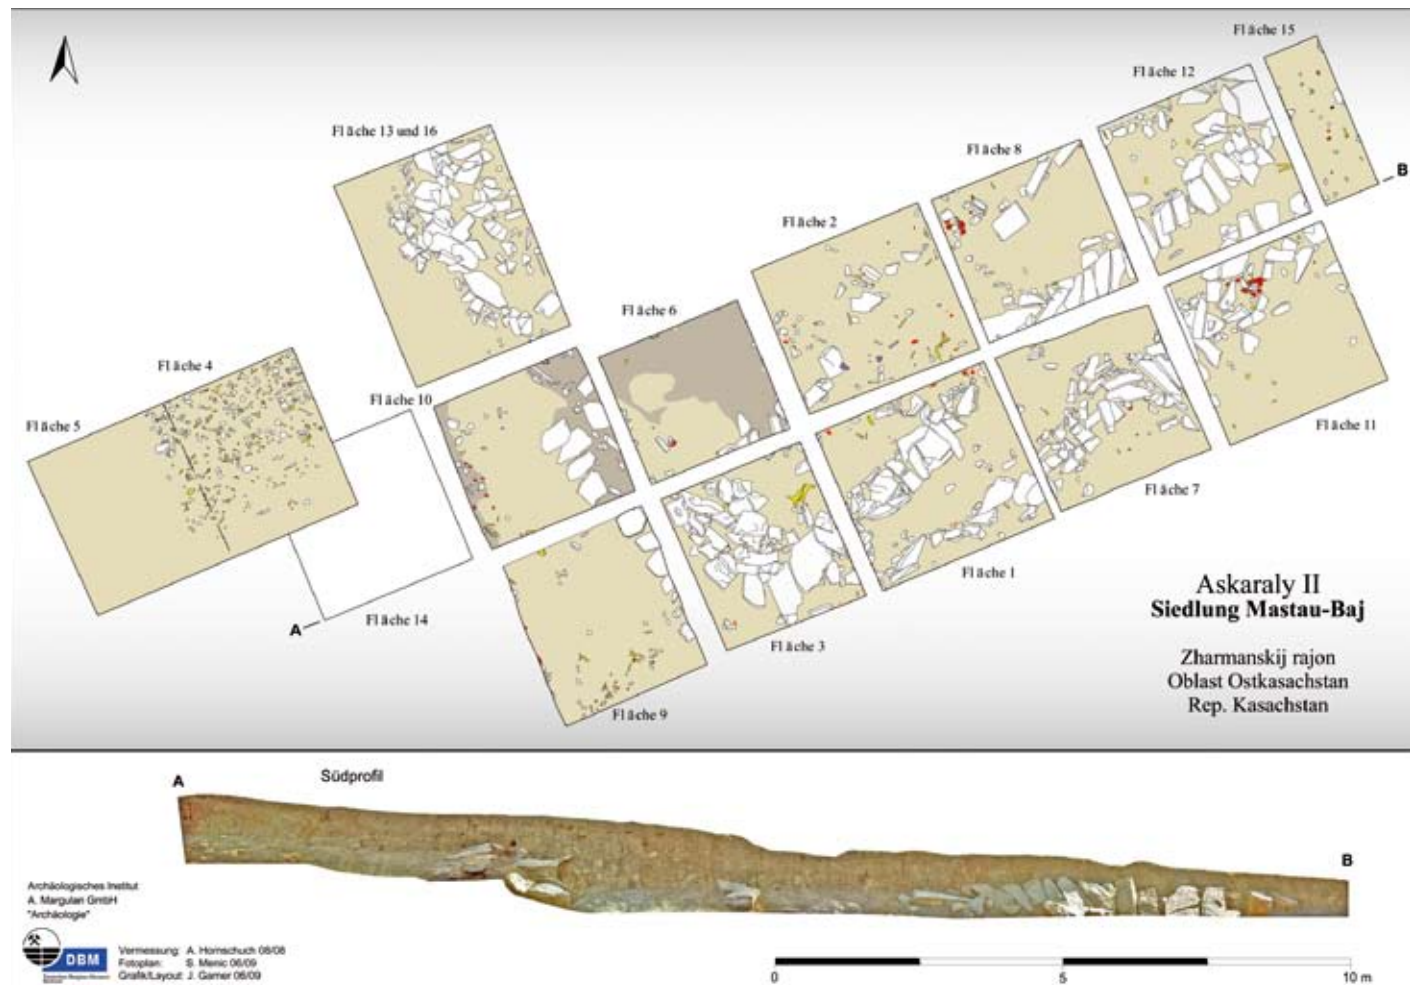 Fläche 15
Fläche 12
Fläche 13 und 16
Fläche 8
B
Fläche 2
Fläche 6
Fläche 4
Fläche 10
Fläche 5
Fläche 11
Fläche 7
Fläche 1
A
Fläche 14
Fläche 3
Fläche 9
Askaraly II
Siedlung Mastau-Baj
Zharmanskij rajon
Oblast Ostkasachstan
Rep. Kasachstan
A
Südprofil
B
Archäologisches Institut
A. Margulan GmbH
"Archäologie"
DBM
Vermessung: A. Hornschuch 08/08
Fotoplan: S. Menic 06/09
Grafik/Layout: J. Garner 06/09
0 5 10 m